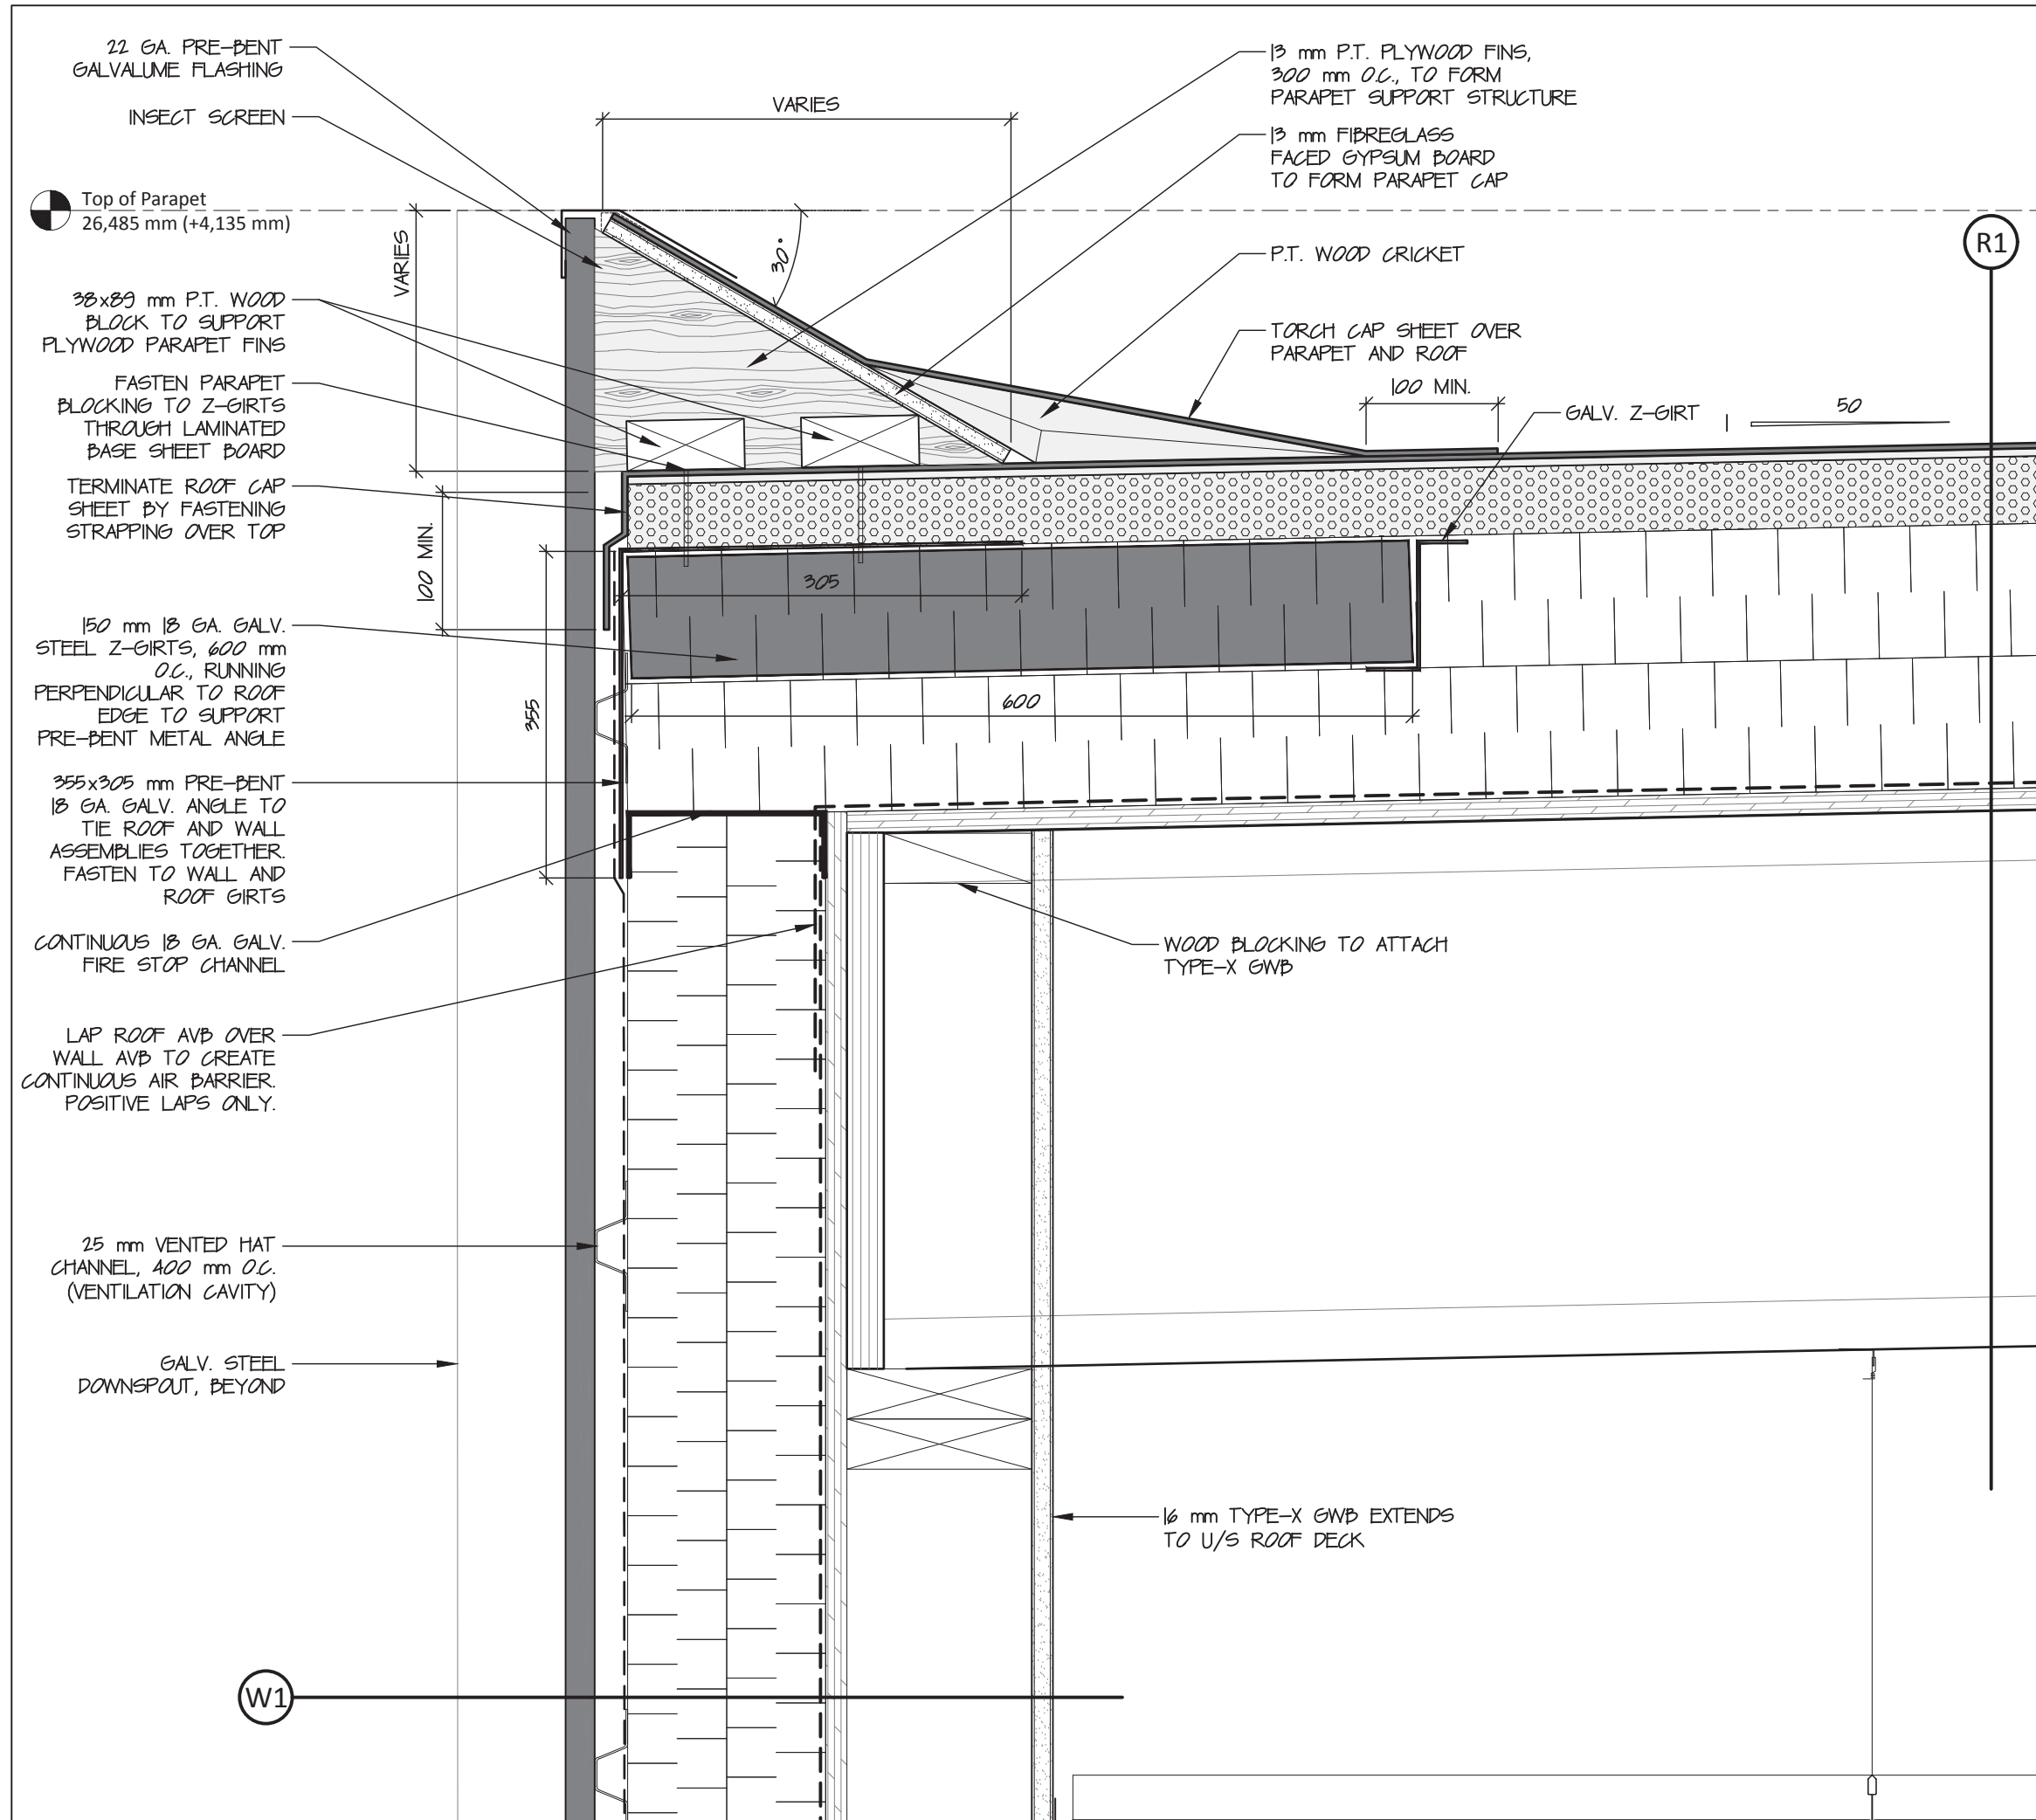 22 GA. PRE-BENT
GALVALUME FLASHING
INSECT SCREEN
Top of Parapet
26,485 mm (+4,135 mm)
38x89 mm P.T. WOOD
BLOCK TO SUPPORT
PLYWOOD PARAPET FINS
FASTEN PARAPET
BLOCKING TO Z-GIRTS
THROUGH LAMINATED
BASE SHEET BOARD
TERMINATE ROOF CAP
SHEET BY FASTENING
STRAPPING OVER TOP
150 mm 18 GA. GALV.
STEEL Z-GIRTS, 600 mm
O.C., RUNNING
PERPENDICULAR TO ROOF
EDGE TO SUPPORT
PRE-BENT METAL ANGLE
355x305 mm PRE-BENT
18 GA. GALV. ANGLE TO
TIE ROOF AND WALL
ASSEMBLIES TOGETHER.
FASTEN TO WALL AND
ROOF GIRTS
CONTINUOUS 18 GA. GALV.
FIRE STOP CHANNEL
LAP ROOF AVB OVER
WALL AVB TO CREATE
CONTINUOUS AIR BARRIER.
POSITIVE LAPS ONLY.
25 mm VENTED HAT
CHANNEL, 400 mm O.C.
(VENTILATION CAVITY)
GALV. STEEL
DOWNSPOUT, BEYOND
W1
VARIES
VARIES
30°
100 MIN.
355
305
600
13 mm P.T. PLYWOOD FINS,
300 mm O.C., TO FORM
PARAPET SUPPORT STRUCTURE
13 mm FIBREGLASS
FACED GYPSUM BOARD
TO FORM PARAPET CAP
P.T. WOOD CRICKET
TORCH CAP SHEET OVER
PARAPET AND ROOF
100 MIN.
GALV. Z-GIRT
1
50
R1
WOOD BLOCKING TO ATTACH
TYPE-X GWB
16 mm TYPE-X GWB EXTENDS
TO U/S ROOF DECK